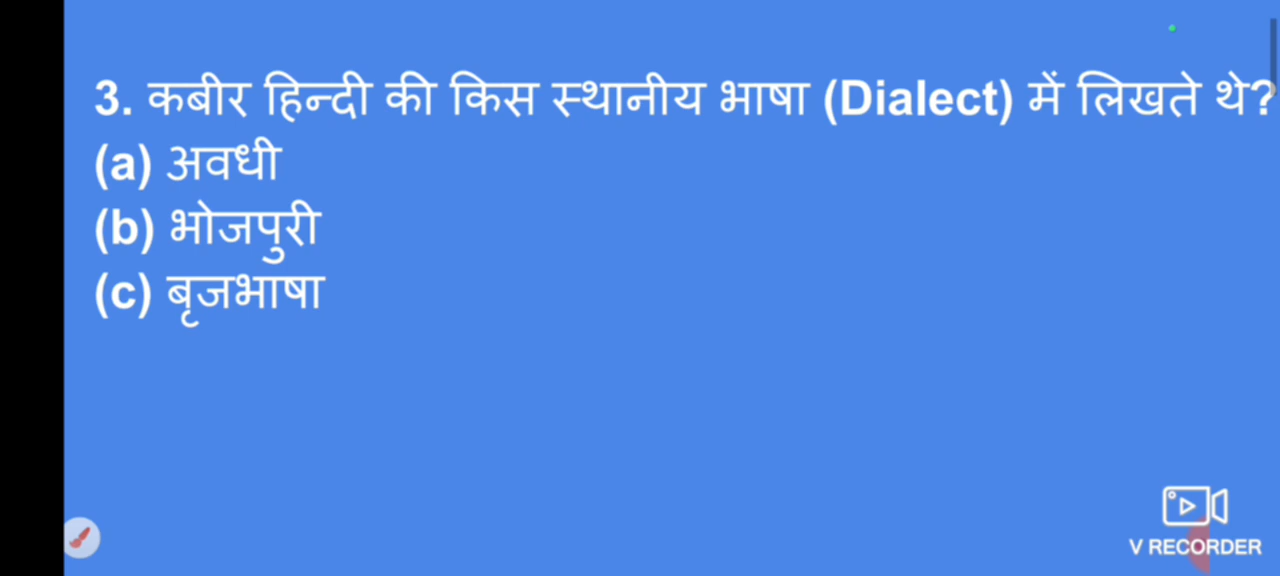 3. कबीर हिन्दी की किस स्थानीय भाषा (Dialect) में लिखते थे?
(a) अवधी
(b) भोजपुरी
(c) बृजभाषा
V RECORDER